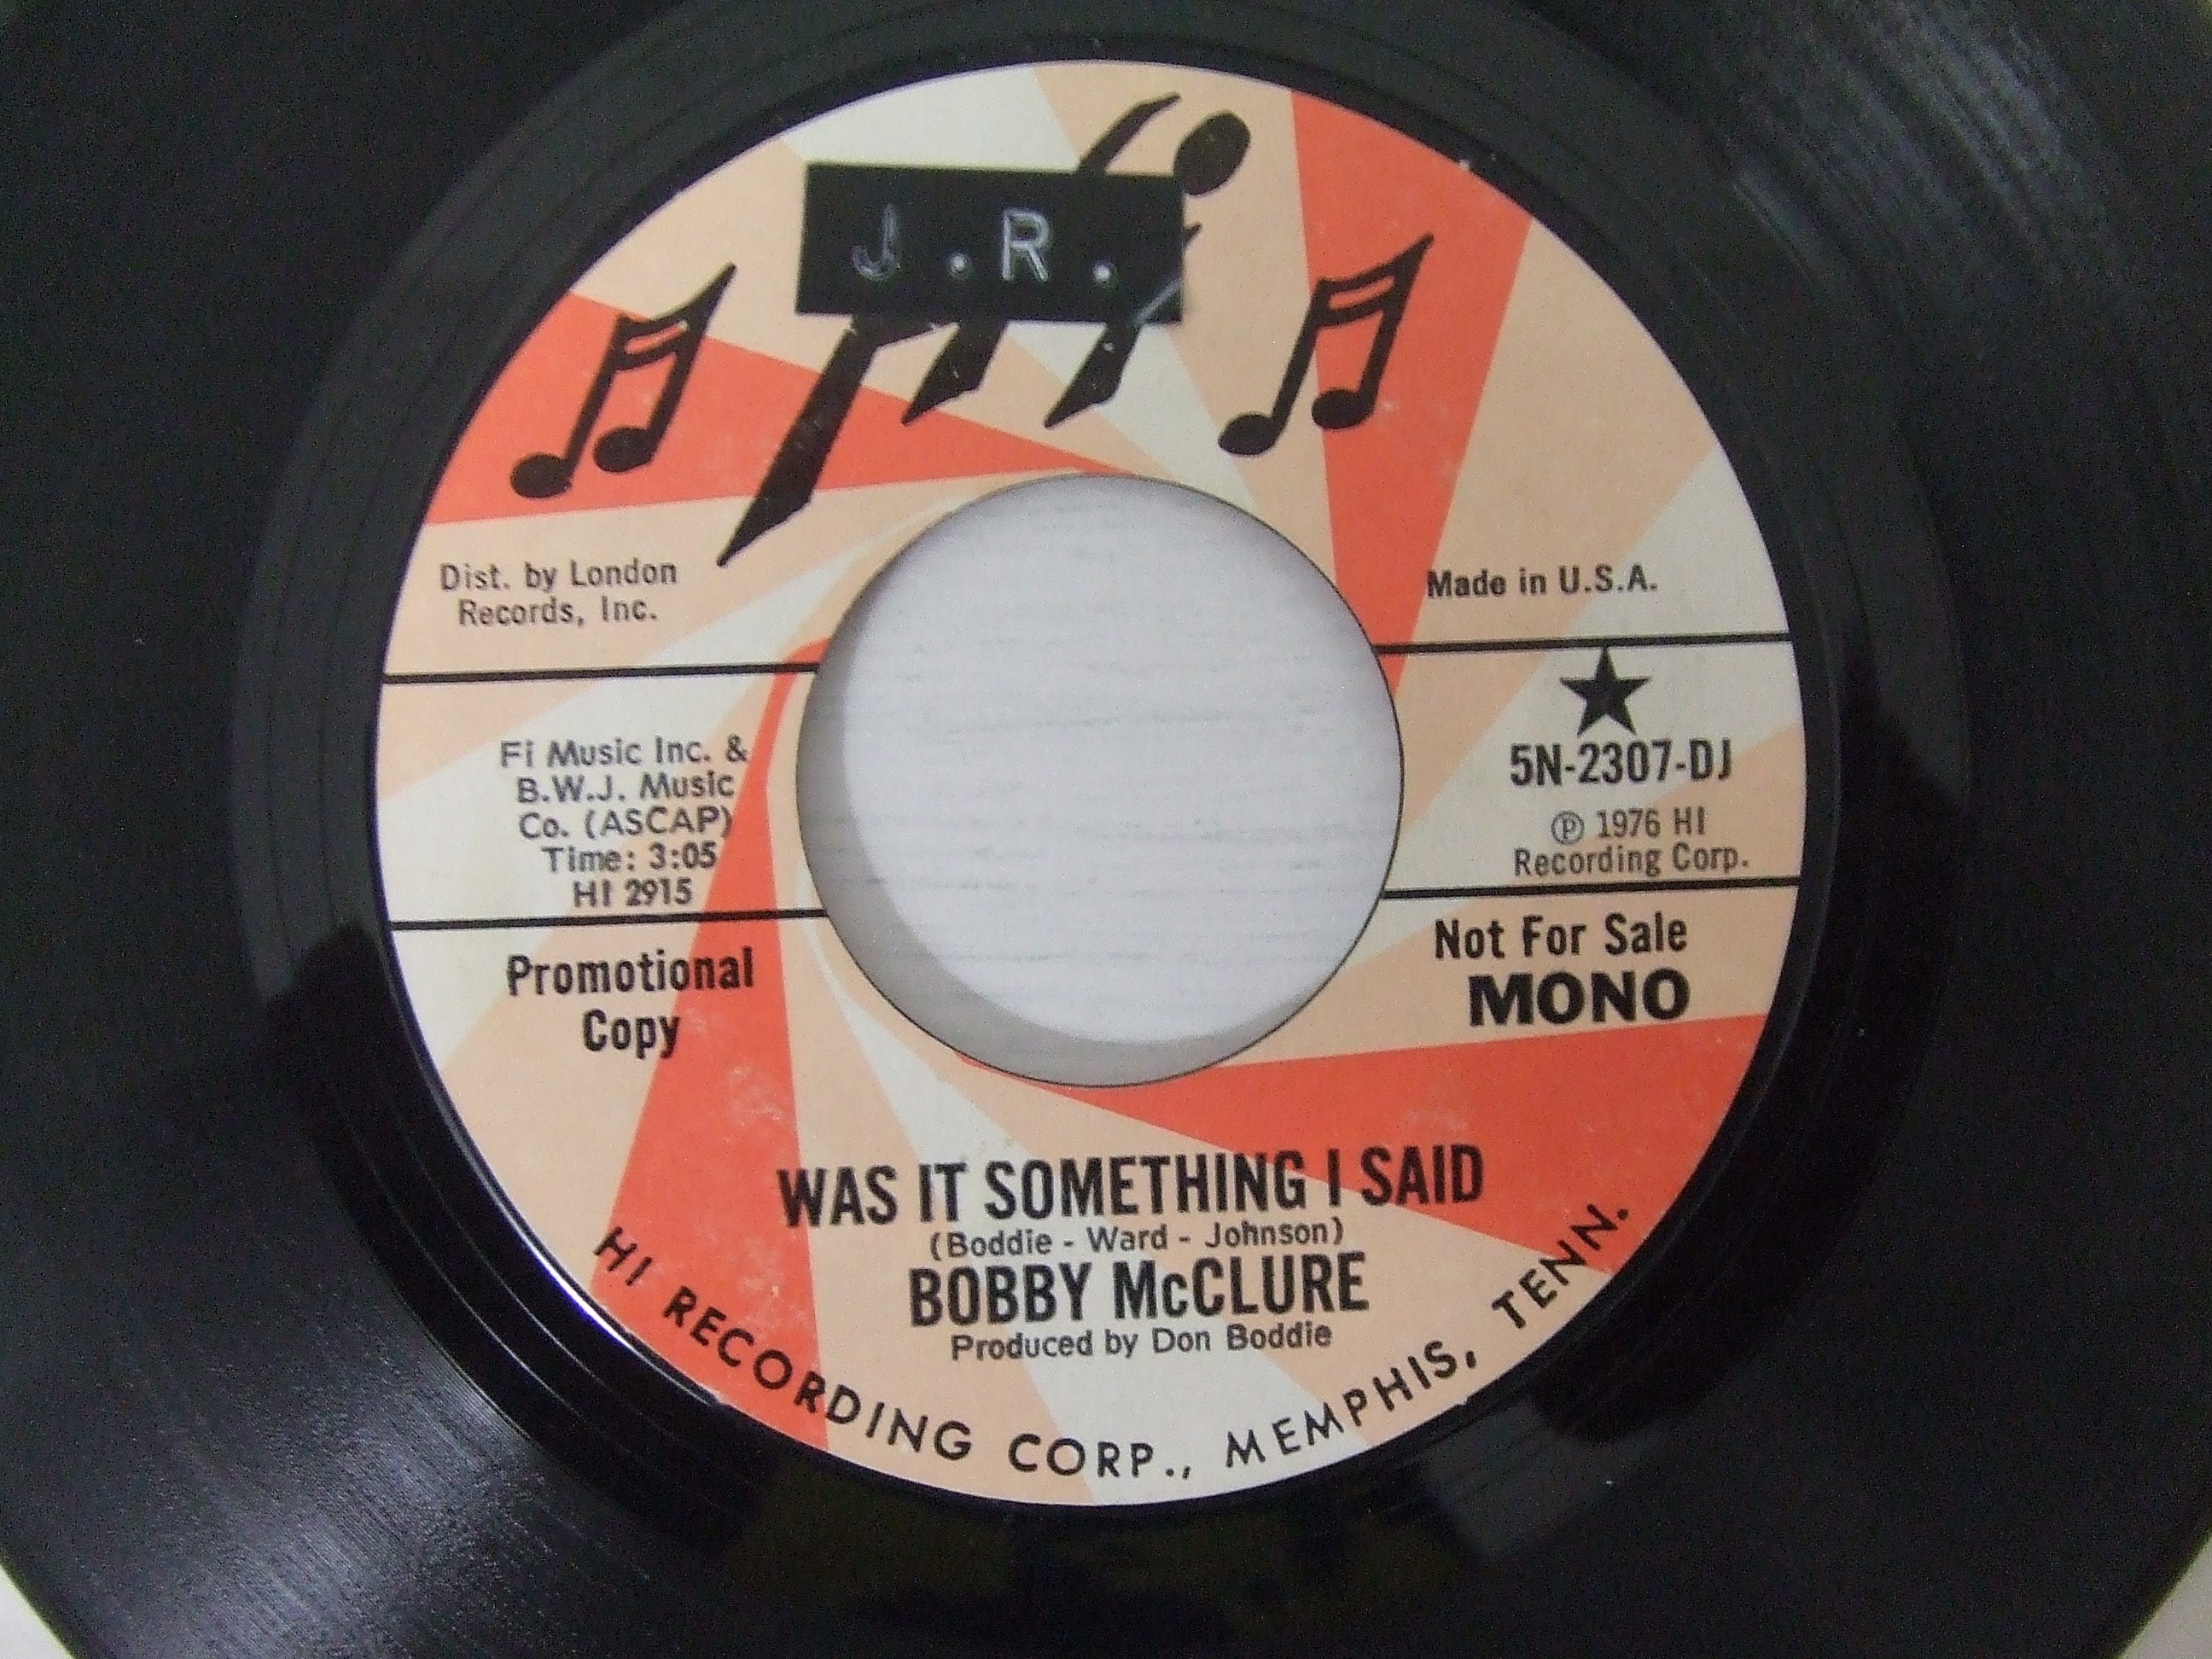 J.R.
Dist. by London
Records, Inc.
Made in U.S.A.
Fi Music Inc. &
B.W.J. Music
Co. (ASCAP)
Time: 3:05
HI 2915
★
5N-2307-DJ
℗ 1976 HI
Recording Corp.
Promotional
Copy
Not For Sale
MONO
WAS IT SOMETHING I SAID
(Boddie - Ward - Johnson)
BOBBY McCLURE
Produced by Don Boddie
HI RECORDING CORP., MEMPHIS, TENN.